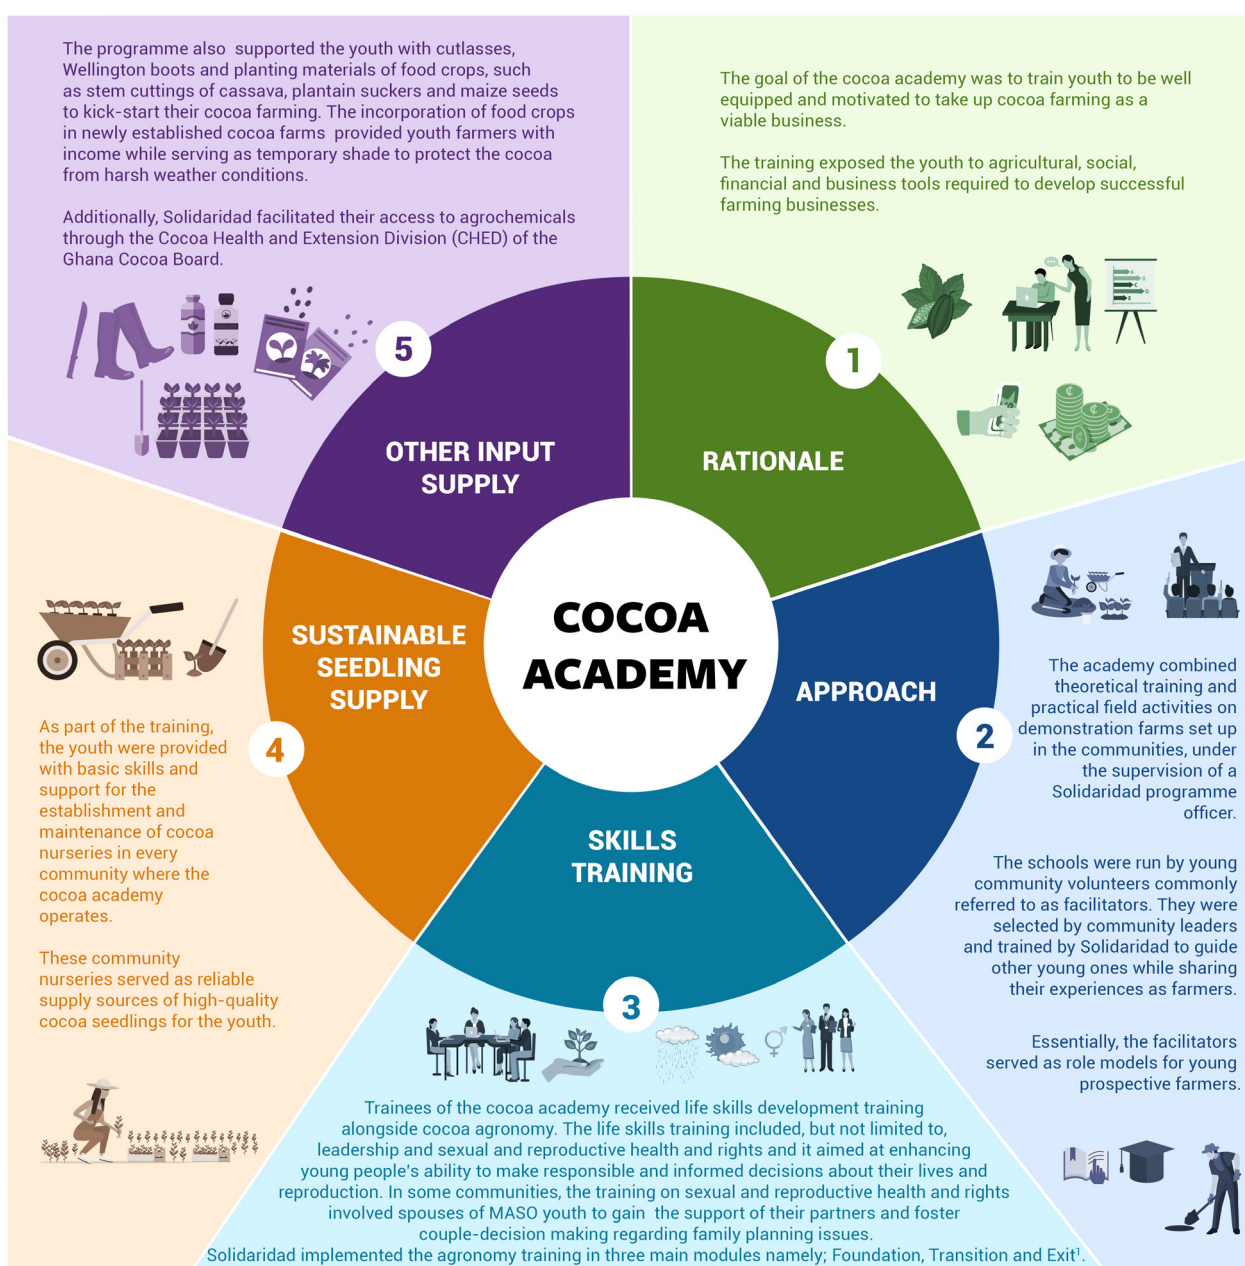 COCOA
ACADEMY
1
RATIONALE
The goal of the cocoa academy was to train youth to be well
equipped and motivated to take up cocoa farming as a
viable business.
The training exposed the youth to agricultural, social,
financial and business tools required to develop successful
farming businesses.
A
B
C
D
E
2
APPROACH
The academy combined
theoretical training and
practical field activities on
demonstration farms set up
in the communities, under
the supervision of a
Solidaridad programme
officer.
The schools were run by young
community volunteers commonly
referred to as facilitators. They were
selected by community leaders
and trained by Solidaridad to guide
other young ones while sharing
their experiences as farmers.
Essentially, the facilitators
served as role models for young
prospective farmers.
3
SKILLS
TRAINING
Trainees of the cocoa academy received life skills development training
alongside cocoa agronomy. The life skills training included, but not limited to,
leadership and sexual and reproductive health and rights and it aimed at enhancing
young people's ability to make responsible and informed decisions about their lives and
reproduction. In some communities, the training on sexual and reproductive health and rights
involved spouses of MASO youth to gain  the support of their partners and foster
couple-decision making regarding family planning issues.
Solidaridad implemented the agronomy training in three main modules namely; Foundation, Transition and Exit¹.
4
SUSTAINABLE
SEEDLING
SUPPLY
As part of the training,
the youth were provided
with basic skills and
support for the
establishment and
maintenance of cocoa
nurseries in every
community where the
cocoa academy
operates.
These community
nurseries served as reliable
supply sources of high-quality
cocoa seedlings for the youth.
5
OTHER INPUT
SUPPLY
The programme also  supported the youth with cutlasses,
Wellington boots and planting materials of food crops, such
as stem cuttings of cassava, plantain suckers and maize seeds
to kick-start their cocoa farming. The incorporation of food crops
in newly established cocoa farms  provided youth farmers with
income while serving as temporary shade to protect the cocoa
from harsh weather conditions.
Additionally, Solidaridad facilitated their access to agrochemicals
through the Cocoa Health and Extension Division (CHED) of the
Ghana Cocoa Board.